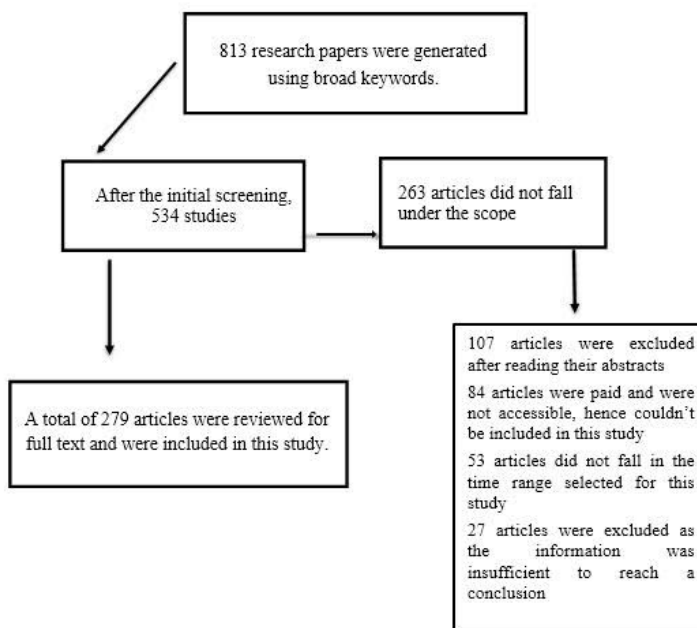 813 research papers were generated
using broad keywords.
After the initial screening,
534 studies
263 articles did not fall
under the scope
A total of 279 articles were reviewed for
full text and were included in this study.
107 articles were excluded
after reading their abstracts
84 articles were paid and were
not accessible, hence couldn't
be included in this study
53 articles did not fall in the
time range selected for this
study
27 articles were excluded as
the information was
insufficient to reach a
conclusion